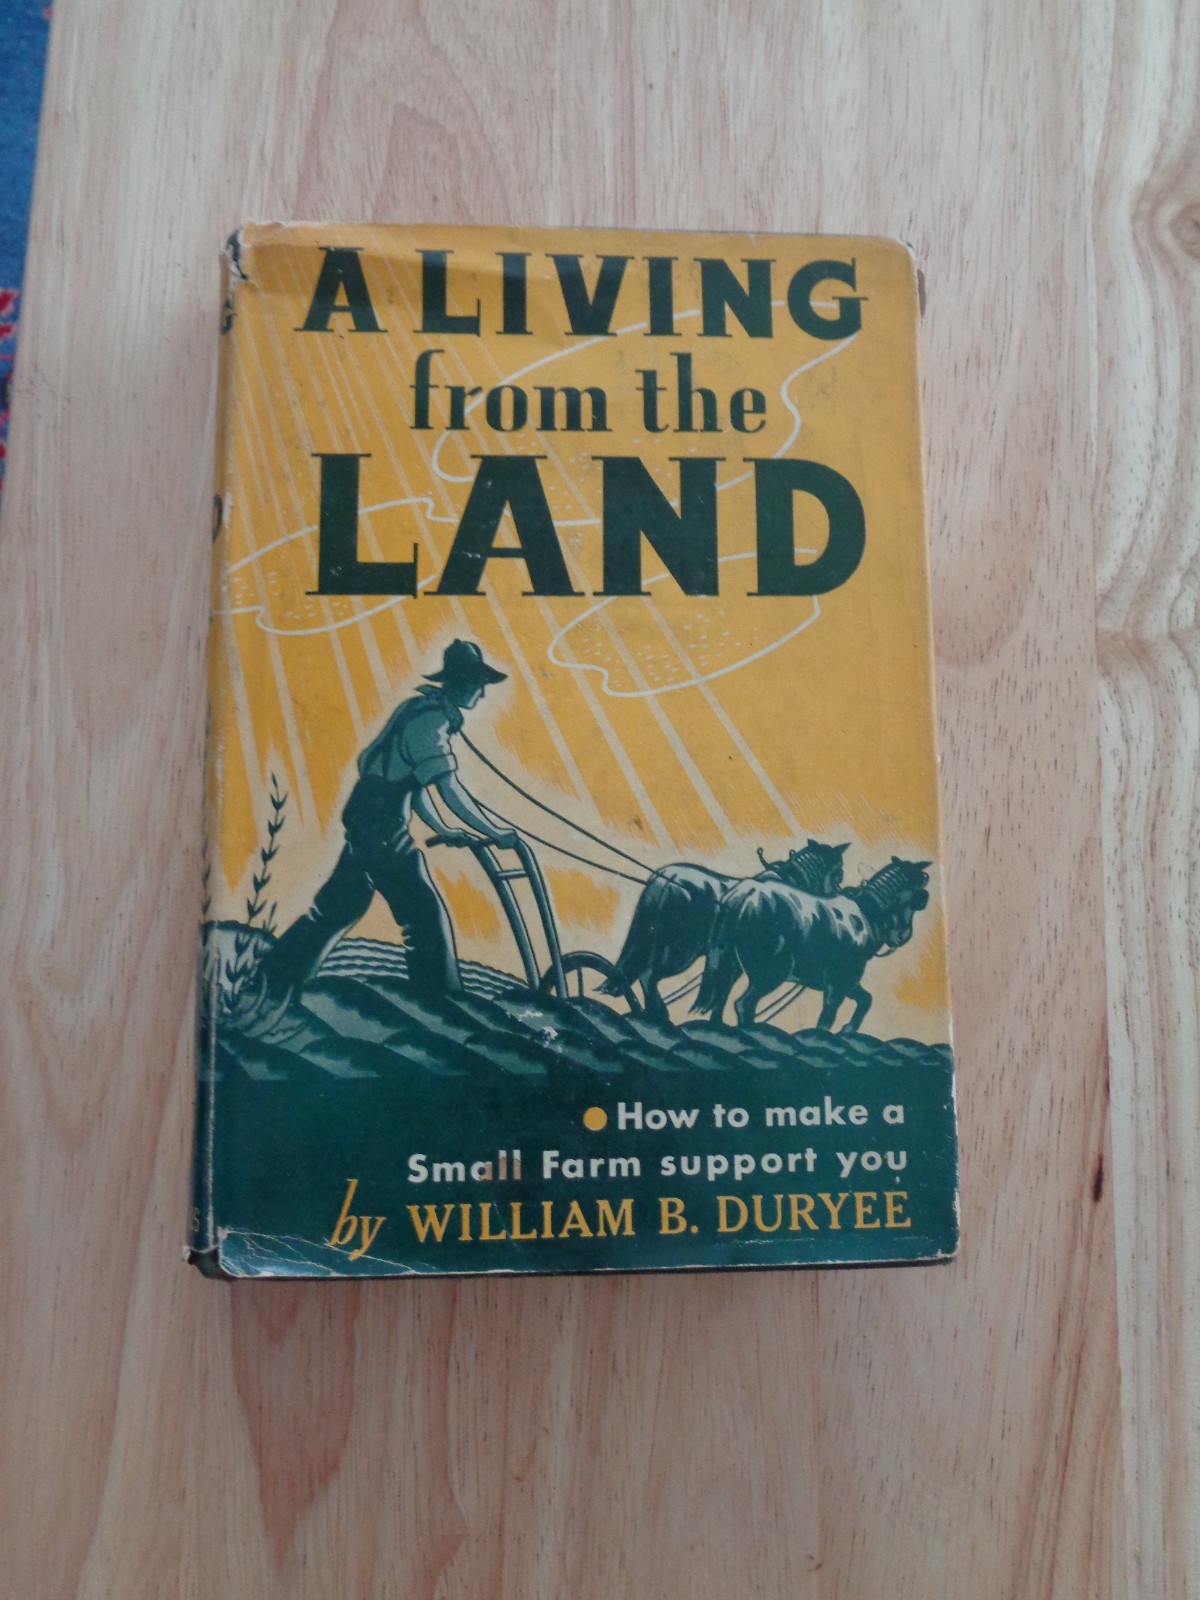 A LIVING
from the
LAND
● How to make a
Small Farm support you
by WILLIAM B. DURYEE